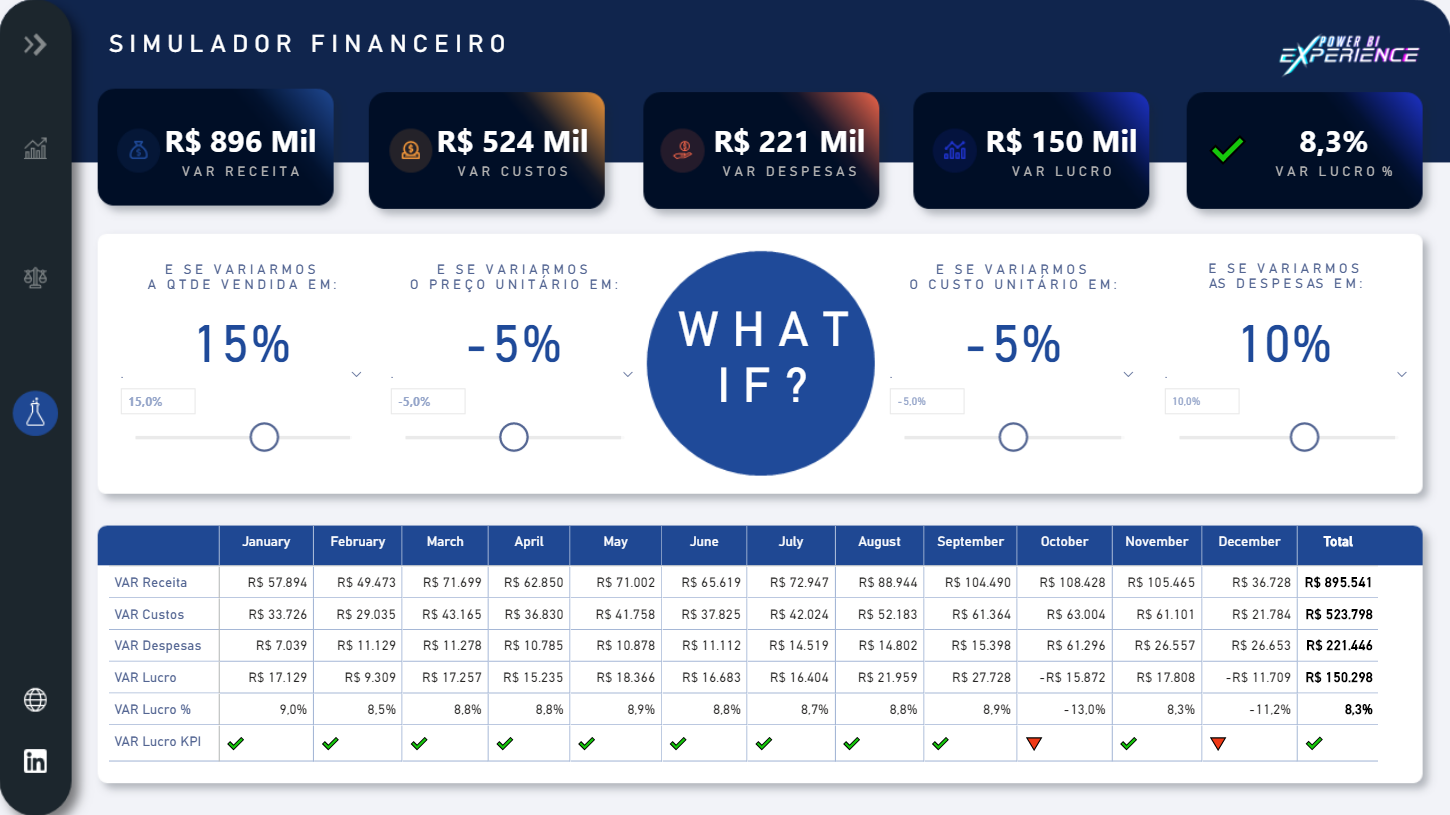 SIMULADOR FINANCEIRO
POWER BI
EXPERIENCE
R$ 896 Mil
VAR RECEITA
R$ 524 Mil
VAR CUSTOS
R$ 221 Mil
VAR DESPESAS
R$ 150 Mil
VAR LUCRO
8,3%
VAR LUCRO %
E SE VARIARMOS
A QTDE VENDIDA EM:
15%
15,0%
E SE VARIARMOS
O PREÇO UNITÁRIO EM:
-5%
-5,0%
WHAT
IF?
E SE VARIARMOS
O CUSTO UNITÁRIO EM:
-5%
-5,0%
E SE VARIARMOS
AS DESPESAS EM:
10%
10,0%
January February March April May June July August September October November December Total
VAR Receita R$ 57.894 R$ 49.473 R$ 71.699 R$ 62.850 R$ 71.002 R$ 65.619 R$ 72.947 R$ 88.944 R$ 104.490 R$ 108.428 R$ 105.465 R$ 36.728 R$ 895.541
VAR Custos R$ 33.726 R$ 29.035 R$ 43.165 R$ 36.830 R$ 41.758 R$ 37.825 R$ 42.024 R$ 52.183 R$ 61.364 R$ 63.004 R$ 61.101 R$ 21.784 R$ 523.798
VAR Despesas R$ 7.039 R$ 11.129 R$ 11.278 R$ 10.785 R$ 10.878 R$ 11.112 R$ 14.519 R$ 14.802 R$ 15.398 R$ 61.296 R$ 26.557 R$ 26.653 R$ 221.446
VAR Lucro R$ 17.129 R$ 9.309 R$ 17.257 R$ 15.235 R$ 18.366 R$ 16.683 R$ 16.404 R$ 21.959 R$ 27.728 -R$ 15.872 R$ 17.808 -R$ 11.709 R$ 150.298
VAR Lucro % 9,0% 8,5% 8,8% 8,8% 8,9% 8,8% 8,7% 8,8% 8,9% -13,0% 8,3% -11,2% 8,3%
VAR Lucro KPI
in